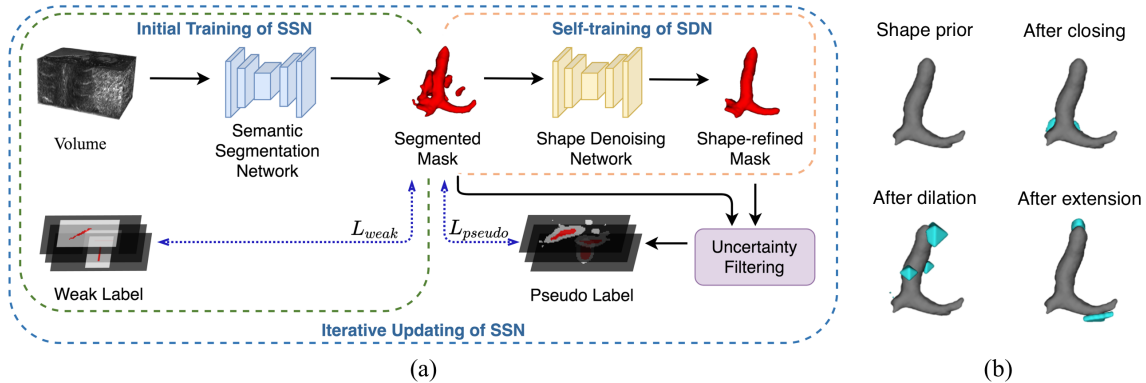 Initial Training of SSN
Self-training of SDN
Volume
Semantic
Segmentation
Network
Segmented
Mask
Shape Denoising
Network
Shape-refined
Mask
L_weak
L_pseudo
Weak Label
Pseudo Label
Uncertainty
Filtering
Iterative Updating of SSN
(a)
Shape prior
After closing
After dilation
After extension
(b)